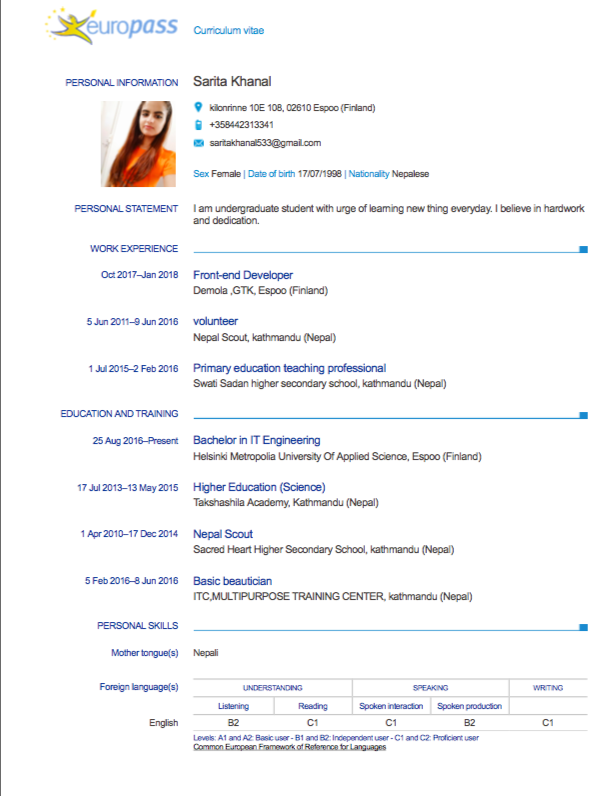 europass Curriculum vitae
PERSONAL INFORMATION Sarita Khanal
kilonrinne 10E 108, 02610 Espoo (Finland)
+358442313341
saritakhanal533@gmail.com
Sex Female | Date of birth 17/07/1998 | Nationality Nepalese
PERSONAL STATEMENT I am undergraduate student with urge of learning new thing everyday. I believe in hardwork
and dedication.
WORK EXPERIENCE
Oct 2017–Jan 2018 Front-end Developer
Demola ,GTK, Espoo (Finland)
5 Jun 2011–9 Jun 2016 volunteer
Nepal Scout, kathmandu (Nepal)
1 Jul 2015–2 Feb 2016 Primary education teaching professional
Swati Sadan higher secondary school, kathmandu (Nepal)
EDUCATION AND TRAINING
25 Aug 2016–Present Bachelor in IT Engineering
Helsinki Metropolia University Of Applied Science, Espoo (Finland)
17 Jul 2013–13 May 2015 Higher Education (Science)
Takshashila Academy, Kathmandu (Nepal)
1 Apr 2010–17 Dec 2014 Nepal Scout
Sacred Heart Higher Secondary School, kathmandu (Nepal)
5 Feb 2016–8 Jun 2016 Basic beautician
ITC,MULTIPURPOSE TRAINING CENTER, kathmandu (Nepal)
PERSONAL SKILLS
Mother tongue(s) Nepali
Foreign language(s) UNDERSTANDING SPEAKING WRITING
Listening Reading Spoken interaction Spoken production
English B2 C1 C1 B2 C1
Levels: A1 and A2: Basic user - B1 and B2: Independent user - C1 and C2: Proficient user
Common European Framework of Reference for Languages